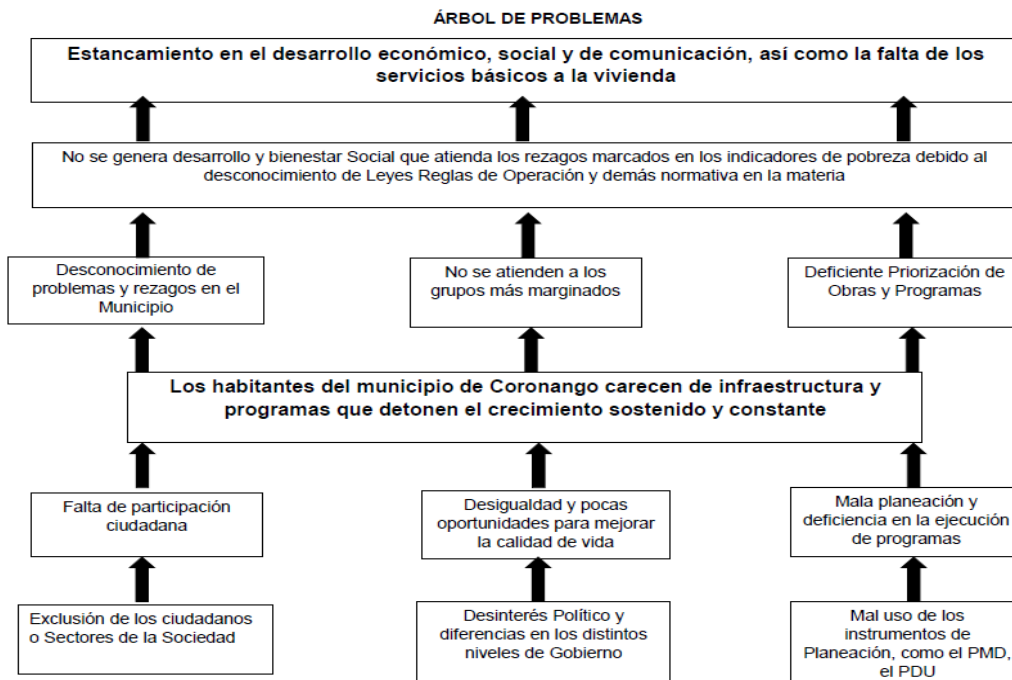 ÁRBOL DE PROBLEMAS
Estancamiento en el desarrollo económico, social y de comunicación, así como la falta de los
servicios básicos a la vivienda
No se genera desarrollo y bienestar Social que atienda los rezagos marcados en los indicadores de pobreza debido al
desconocimiento de Leyes Reglas de Operación y demás normativa en la materia
Desconocimiento de
problemas y rezagos en el
Municipio
No se atienden a los
grupos más marginados
Deficiente Priorización de
Obras y Programas
Los habitantes del municipio de Coronango carecen de infraestructura y
programas que detonen el crecimiento sostenido y constante
Falta de participación
ciudadana
Desigualdad y pocas
oportunidades para mejorar
la calidad de vida
Mala planeación y
deficiencia en la ejecución
de programas
Exclusión de los ciudadanos
o Sectores de la Sociedad
Desinterés Político y
diferencias en los distintos
niveles de Gobierno
Mal uso de los
instrumentos de
Planeación, como el PMD,
el PDU